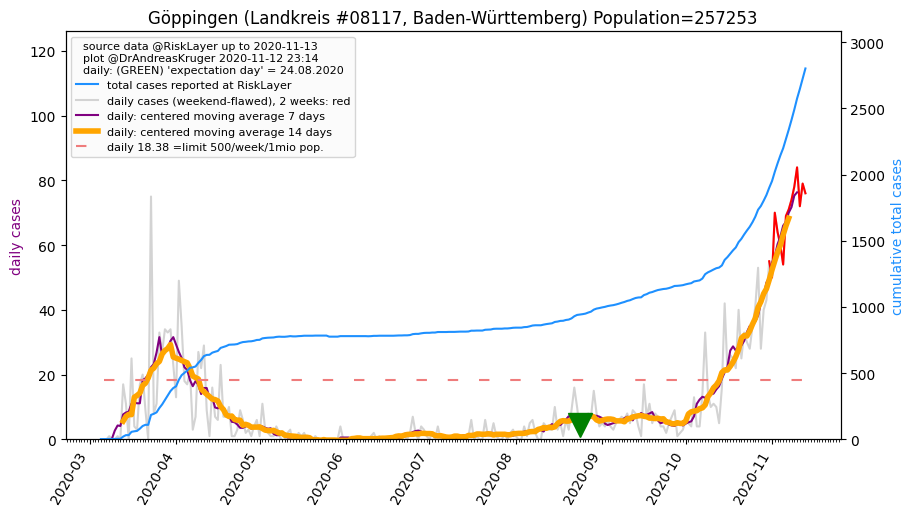 Göppingen (Landkreis #08117, Baden-Württemberg) Population=257253
source data @RiskLayer up to 2020-11-13
plot @DrAndreasKruger 2020-11-12 23:14
daily: (GREEN) 'expectation day' = 24.08.2020
total cases reported at RiskLayer
daily cases (weekend-flawed), 2 weeks: red
daily: centered moving average 7 days
daily: centered moving average 14 days
daily 18.38 =limit 500/week/1mio pop.
daily cases
120
100
80
60
40
20
0
cumulative total cases
3000
2500
2000
1500
1000
500
0
2020-03
2020-04
2020-05
2020-06
2020-07
2020-08
2020-09
2020-10
2020-11